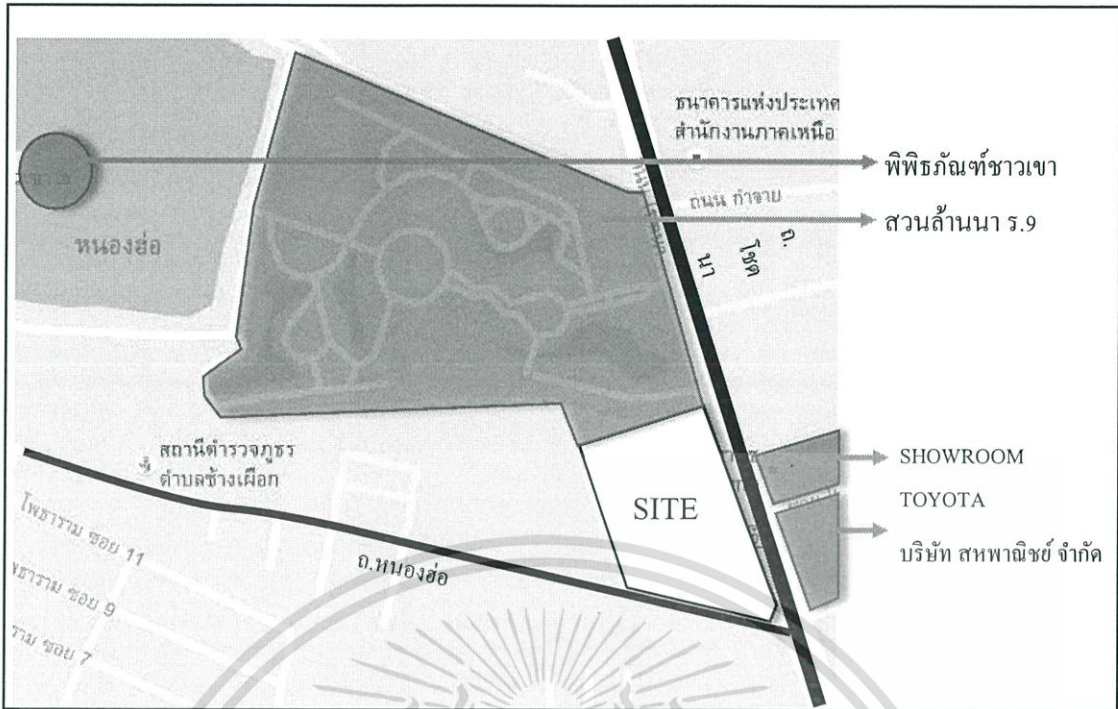 ธนาคารแห่งประเทศ
สำนักงานภาคเหนือ
พิพิธภัณฑ์ชาวเขา
ถนน กำจาย
สวนล้านนา ร.9
หนองฮ่อ
ถ.
โชต
นา
สถานีตำรวจภูธร
ตำบลช้างเผือก
SHOWROOM
TOYOTA
SITE
บริษัท สหพาณิชย์ จำกัด
โพธาราม ซอย 11
ถ.หนองฮ่อ
พธาราม ซอย 9
ราม ซอย 7